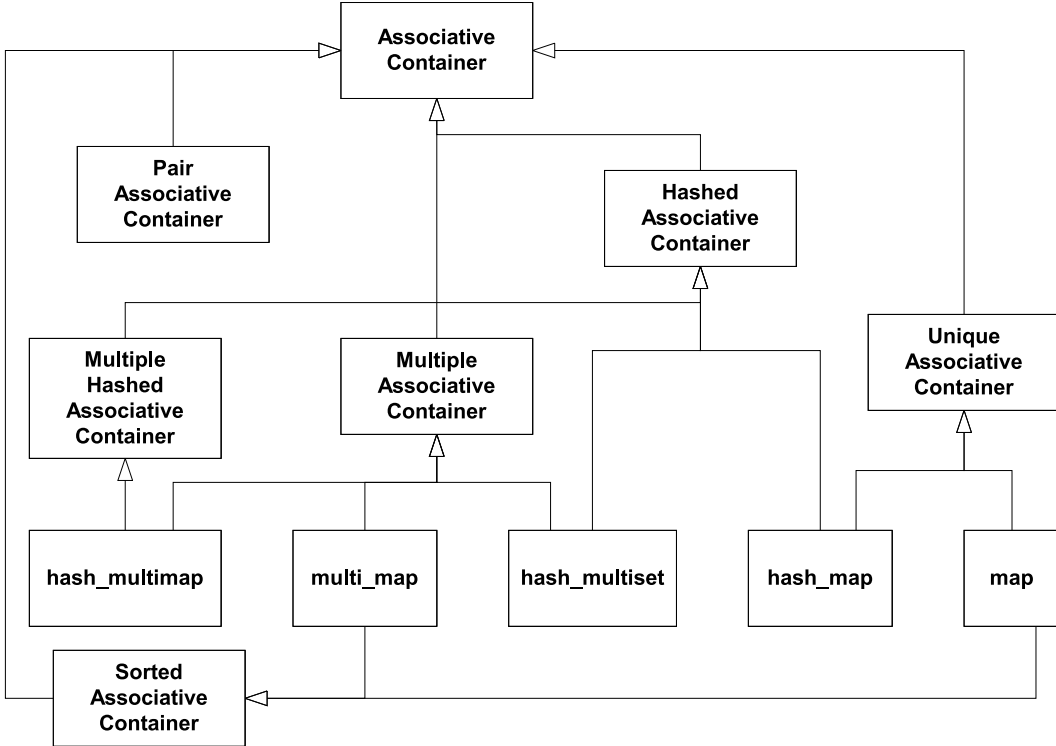 Associative
Container
Pair
Associative
Container
Hashed
Associative
Container
Multiple
Hashed
Associative
Container
Multiple
Associative
Container
Unique
Associative
Container
hash_multimap
multi_map
hash_multiset
hash_map
map
Sorted
Associative
Container